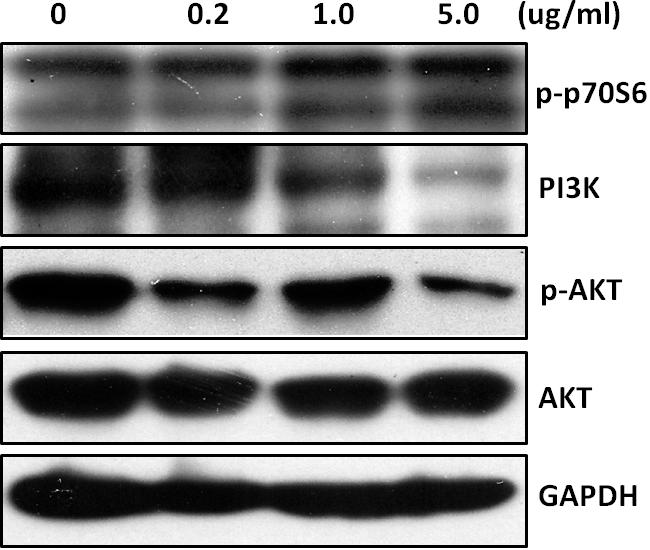 0 0.2 1.0 5.0 (ug/ml)
p-p70S6
PI3K
p-AKT
AKT
GAPDH